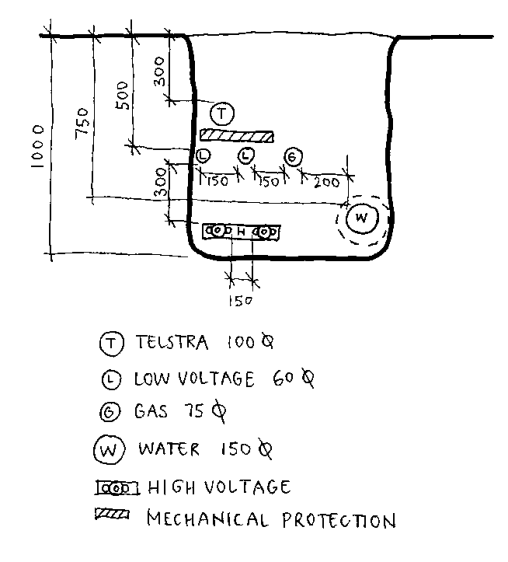 300
500
750
1000
T
L
L
G
150
150
200
300
W
H
150
T TELSTRA 100 Ø
L LOW VOLTAGE 60 Ø
G GAS 75 Ø
W WATER 150 Ø
HIGH VOLTAGE
MECHANICAL PROTECTION